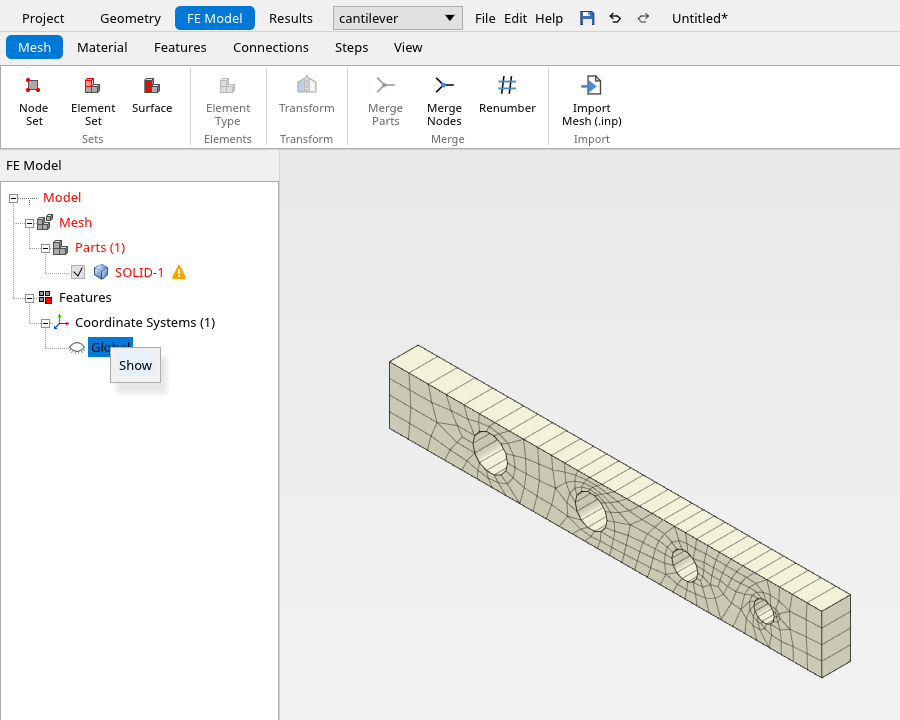 Project Geometry FE Model Results cantilever File Edit Help Untitled*
Mesh Material Features Connections Steps View
Node Set
Element Set
Surface
Sets
Element Type
Elements
Transform
Transform
Merge Parts
Merge Nodes
Renumber
Merge
Import Mesh (.inp)
Import
FE Model
Model
Mesh
Parts (1)
SOLID-1
Features
Coordinate Systems (1)
Show